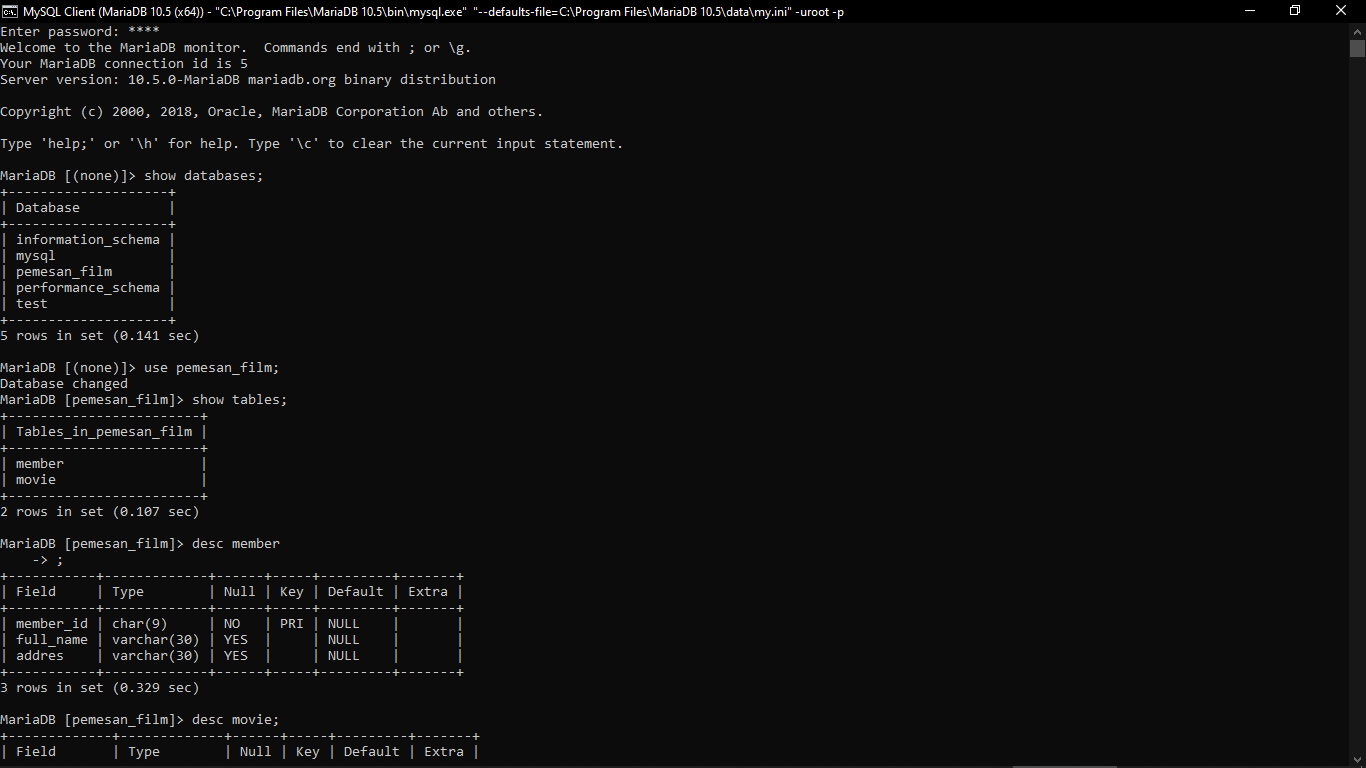 MySQL Client (MariaDB 10.5 (x64)) - "C:\Program Files\MariaDB 10.5\bin\mysql.exe"  "--defaults-file=C:\Program Files\MariaDB 10.5\data\my.ini" -uroot -p
Enter password: ****
Welcome to the MariaDB monitor.  Commands end with ; or \g.
Your MariaDB connection id is 5
Server version: 10.5.0-MariaDB mariadb.org binary distribution

Copyright (c) 2000, 2018, Oracle, MariaDB Corporation Ab and others.

Type 'help;' or '\h' for help. Type '\c' to clear the current input statement.

MariaDB [(none)]> show databases;
+--------------------+
| Database           |
+--------------------+
| information_schema |
| mysql              |
| pemesan_film       |
| performance_schema |
| test               |
+--------------------+
5 rows in set (0.141 sec)

MariaDB [(none)]> use pemesan_film;
Database changed
MariaDB [pemesan_film]> show tables;
+------------------------+
| Tables_in_pemesan_film |
+------------------------+
| member                 |
| movie                  |
+------------------------+
2 rows in set (0.107 sec)

MariaDB [pemesan_film]> desc member
    -> ;
+-----------+-------------+------+-----+---------+-------+
| Field     | Type        | Null | Key | Default | Extra |
+-----------+-------------+------+-----+---------+-------+
| member_id | char(9)     | NO   | PRI | NULL    |       |
| full_name | varchar(30) | YES  |     | NULL    |       |
| addres    | varchar(30) | YES  |     | NULL    |       |
+-----------+-------------+------+-----+---------+-------+
3 rows in set (0.329 sec)

MariaDB [pemesan_film]> desc movie;
+-------------+-------------+------+-----+---------+-------+
| Field       | Type        | Null | Key | Default | Extra |